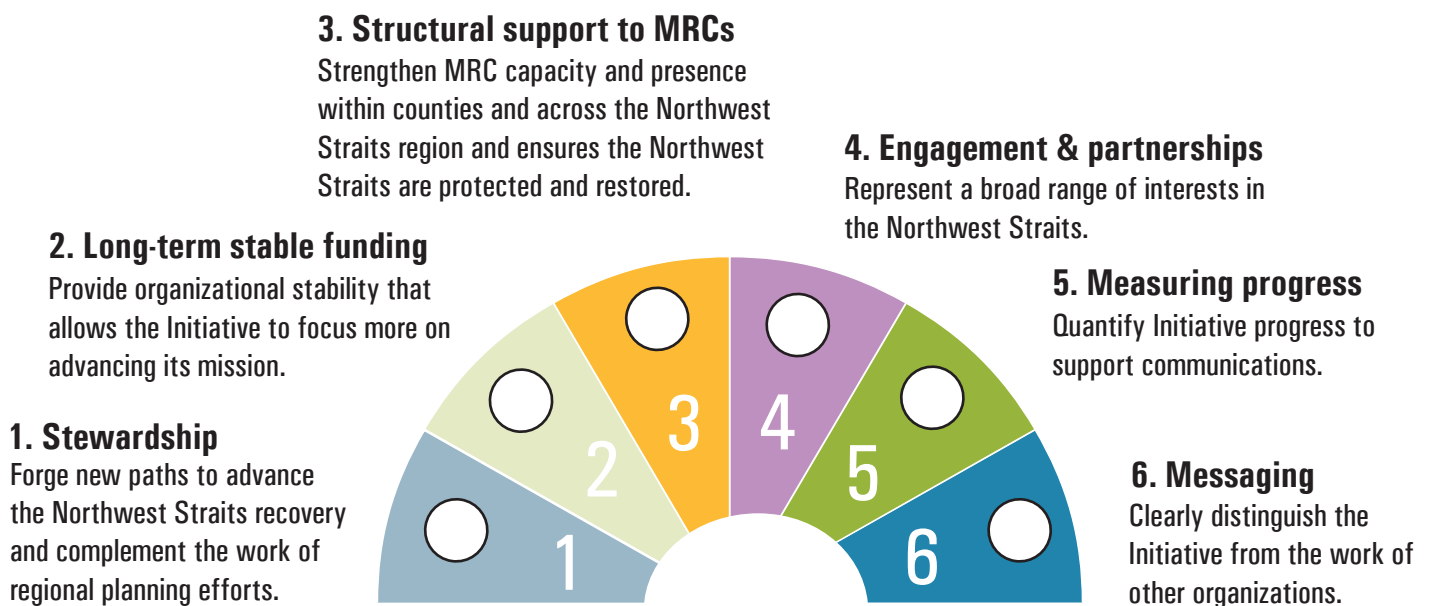 3. Structural support to MRCs
Strengthen MRC capacity and presence
within counties and across the Northwest
Straits region and ensures the Northwest
Straits are protected and restored.
4. Engagement & partnerships
Represent a broad range of interests in
the Northwest Straits.
2. Long-term stable funding
Provide organizational stability that
allows the Initiative to focus more on
advancing its mission.
5. Measuring progress
Quantify Initiative progress to
support communications.
1. Stewardship
Forge new paths to advance
the Northwest Straits recovery
and complement the work of
regional planning efforts.
6. Messaging
Clearly distinguish the
Initiative from the work of
other organizations.
1
2
3
4
5
6